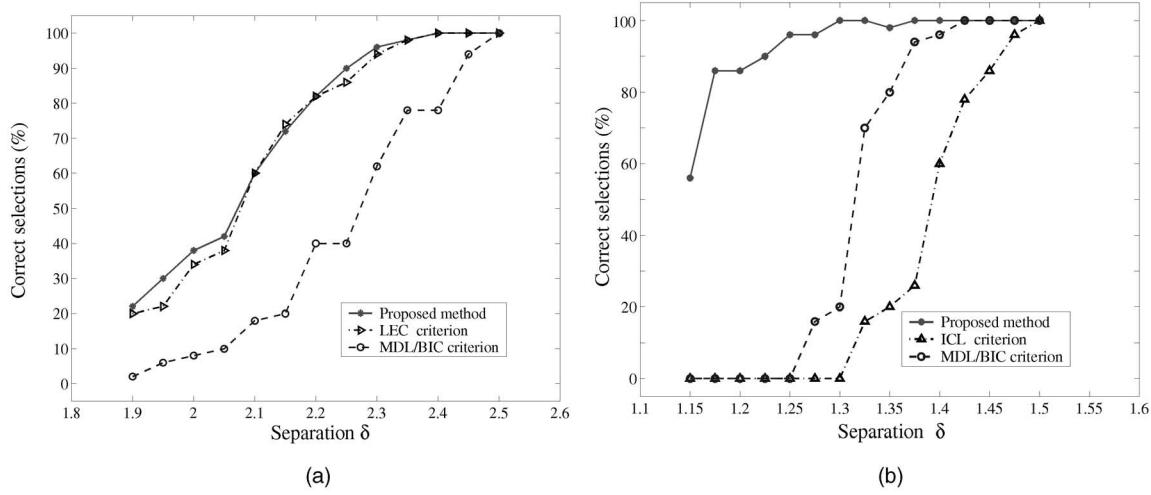 100
90
80
70
60
50
40
30
20
10
0
Correct selections (%)
Proposed method
LEC criterion
MDL/BIC criterion
1.8 1.9 2 2.1 2.2 2.3 2.4 2.5 2.6
Separation δ
(a)
100
80
60
40
20
0
Correct selections (%)
Proposed method
ICL criterion
MDL/BIC criterion
1.1 1.15 1.2 1.25 1.3 1.35 1.4 1.45 1.5 1.55 1.6
Separation δ
(b)